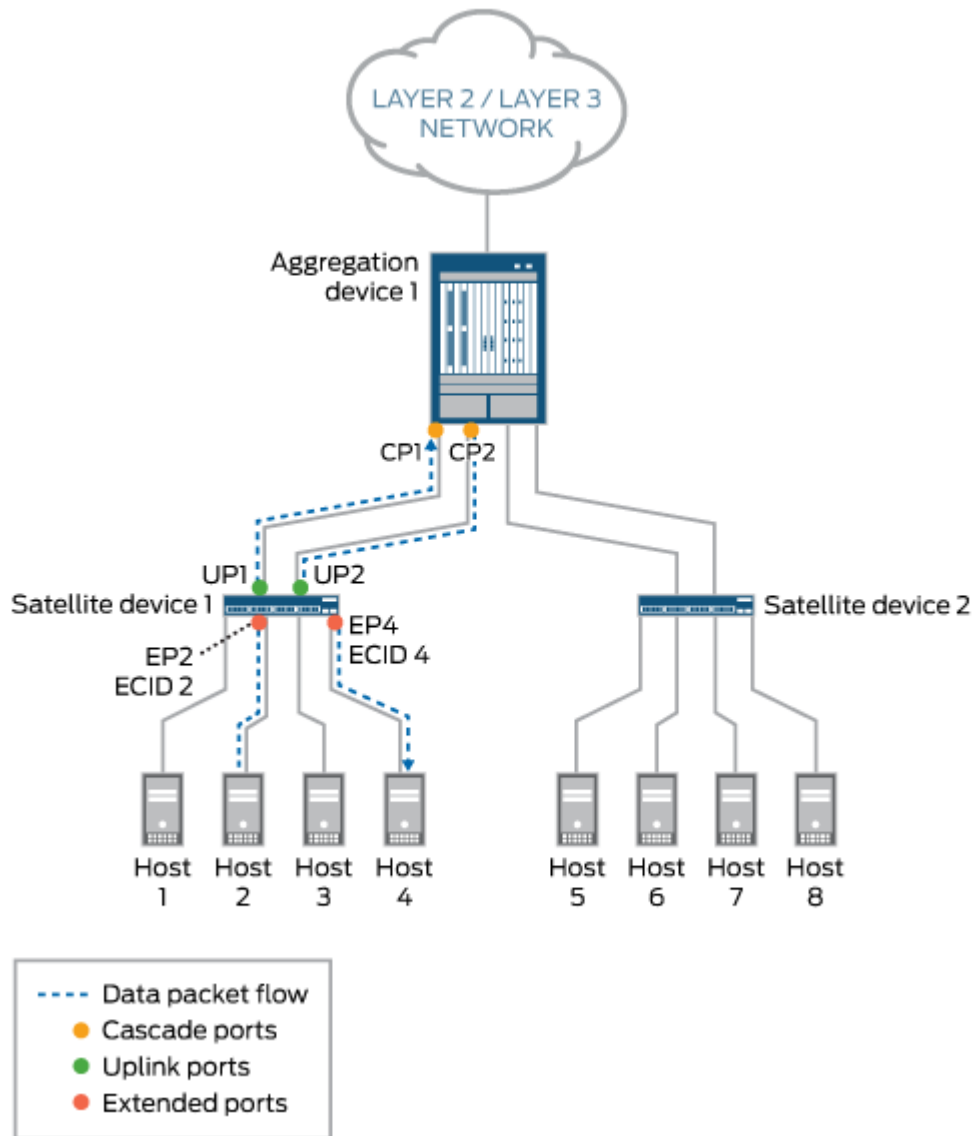 LAYER 2 / LAYER 3
NETWORK
Aggregation
device 1
CP1 CP2
UP1 UP2
Satellite device 1
Satellite device 2
EP2
ECID 2
EP4
ECID 4
Host
1
Host
2
Host
3
Host
4
Host
5
Host
6
Host
7
Host
8
Data packet flow
Cascade ports
Uplink ports
Extended ports